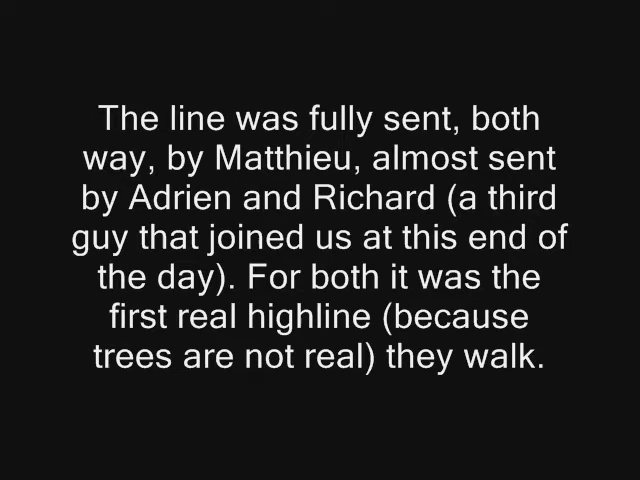 The line was fully sent, both
way, by Matthieu, almost sent
by Adrien and Richard (a third
guy that joined us at this end of
the day). For both it was the
first real highline (because
trees are not real) they walk.